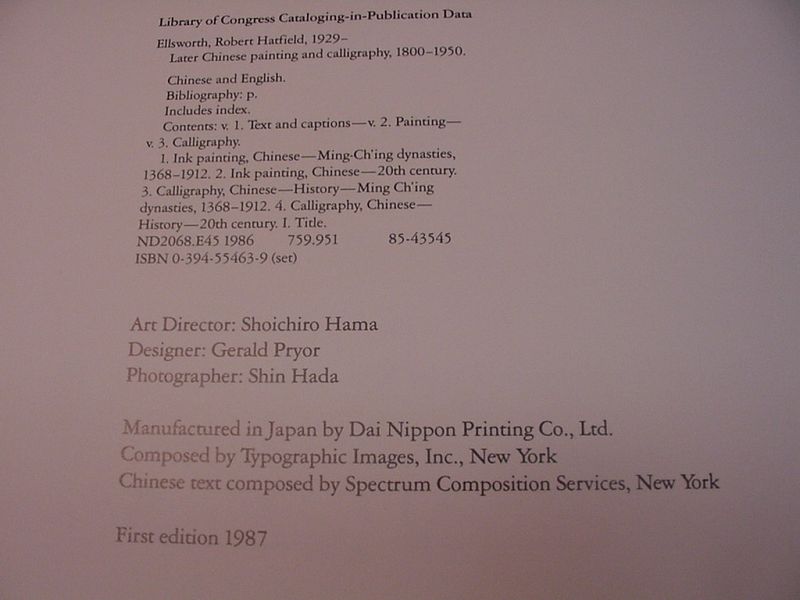 Library of Congress Cataloging-in-Publication Data
Ellsworth, Robert Hatfield, 1929–
Later Chinese painting and calligraphy, 1800–1950.
Chinese and English.
Bibliography: p.
Includes index.
Contents: v. 1. Text and captions—v. 2. Painting—
v. 3. Calligraphy.
1. Ink painting, Chinese—Ming-Ch'ing dynasties,
1368–1912. 2. Ink painting, Chinese—20th century.
3. Calligraphy, Chinese—History—Ming Ch'ing
dynasties, 1368–1912. 4. Calligraphy, Chinese—
History—20th century. I. Title.
ND2068.E45 1986 759.951 85-43545
ISBN 0-394-55463-9 (set)
Art Director: Shoichiro Hama
Designer: Gerald Pryor
Photographer: Shin Hada
Manufactured in Japan by Dai Nippon Printing Co., Ltd.
Composed by Typographic Images, Inc., New York
Chinese text composed by Spectrum Composition Services, New York
First edition 1987